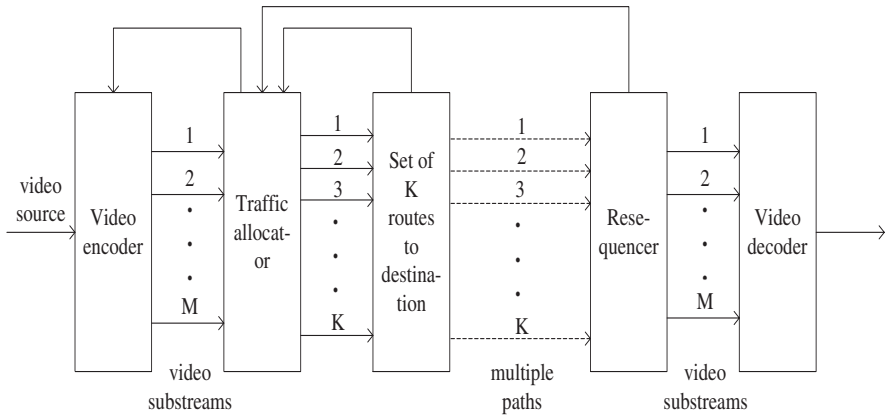 video
source
Video
encoder
1
2
M
video
substreams
Traffic
allocat-
or
1
2
3
K
Set of
K
routes
to
destina-
tion
1
2
3
K
multiple
paths
Rese-
quencer
1
2
M
video
substreams
Video
decoder